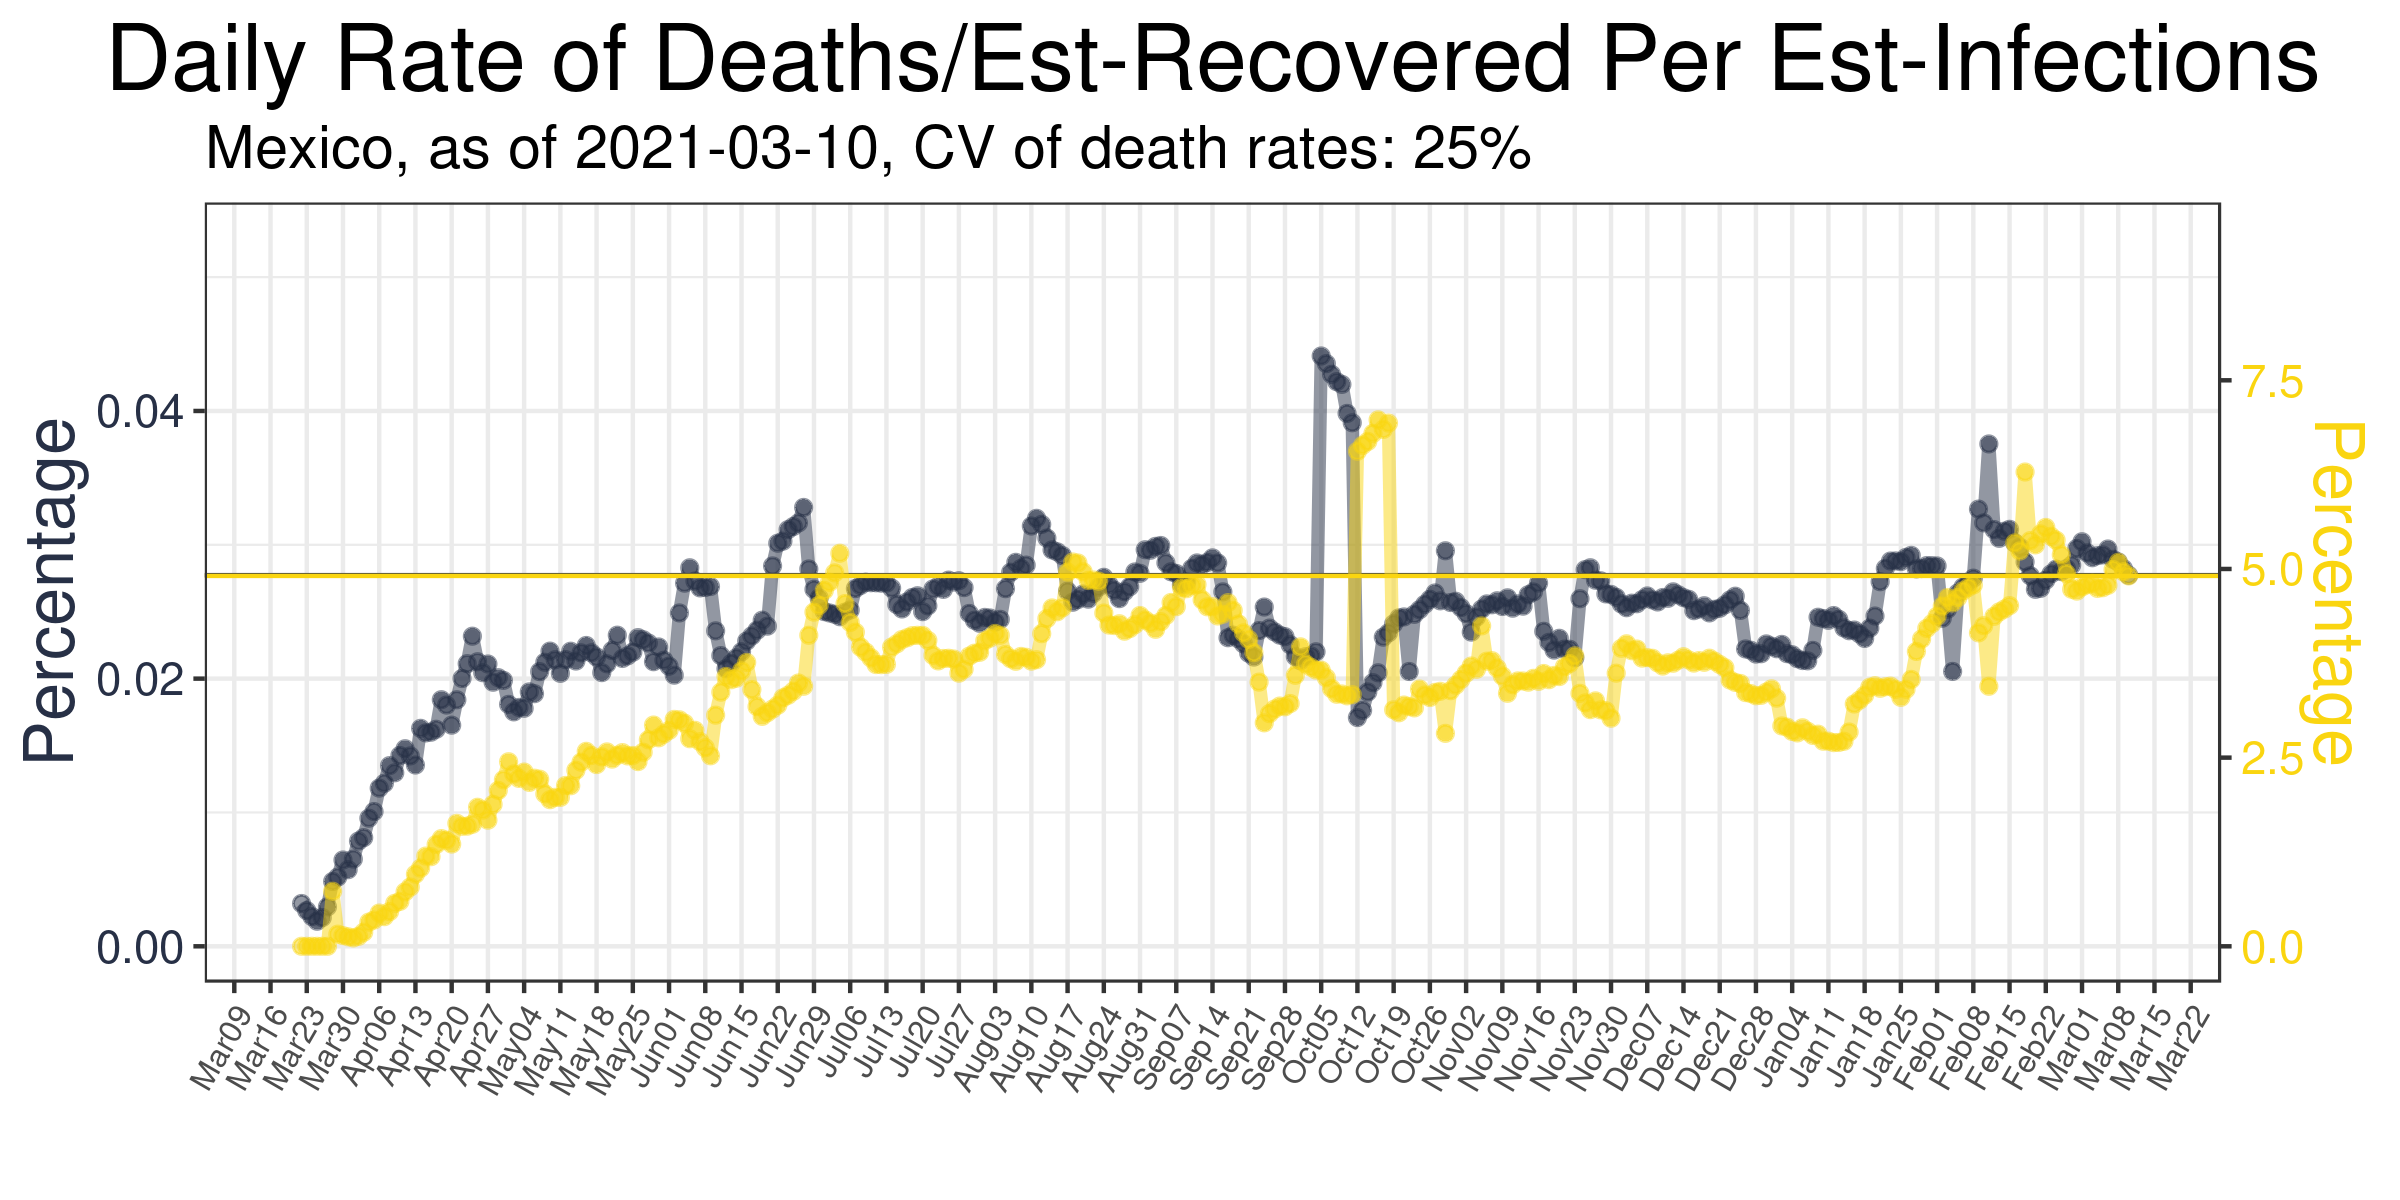 Daily Rate of Deaths/Est-Recovered Per Est-Infections
Mexico, as of 2021-03-10, CV of death rates: 25%
Percentage
0.04
0.02
0.00
7.5
5.0
2.5
0.0
Percentage
Mar09
Mar16
Mar23
Mar30
Apr06
Apr13
Apr20
Apr27
May04
May11
May18
May25
Jun01
Jun08
Jun15
Jun22
Jun29
Jul06
Jul13
Jul20
Jul27
Aug03
Aug10
Aug17
Aug24
Aug31
Sep07
Sep14
Sep21
Sep28
Oct05
Oct12
Oct19
Oct26
Nov02
Nov09
Nov16
Nov23
Nov30
Dec07
Dec14
Dec21
Dec28
Jan04
Jan11
Jan18
Jan25
Feb01
Feb08
Feb15
Feb22
Mar01
Mar08
Mar15
Mar22